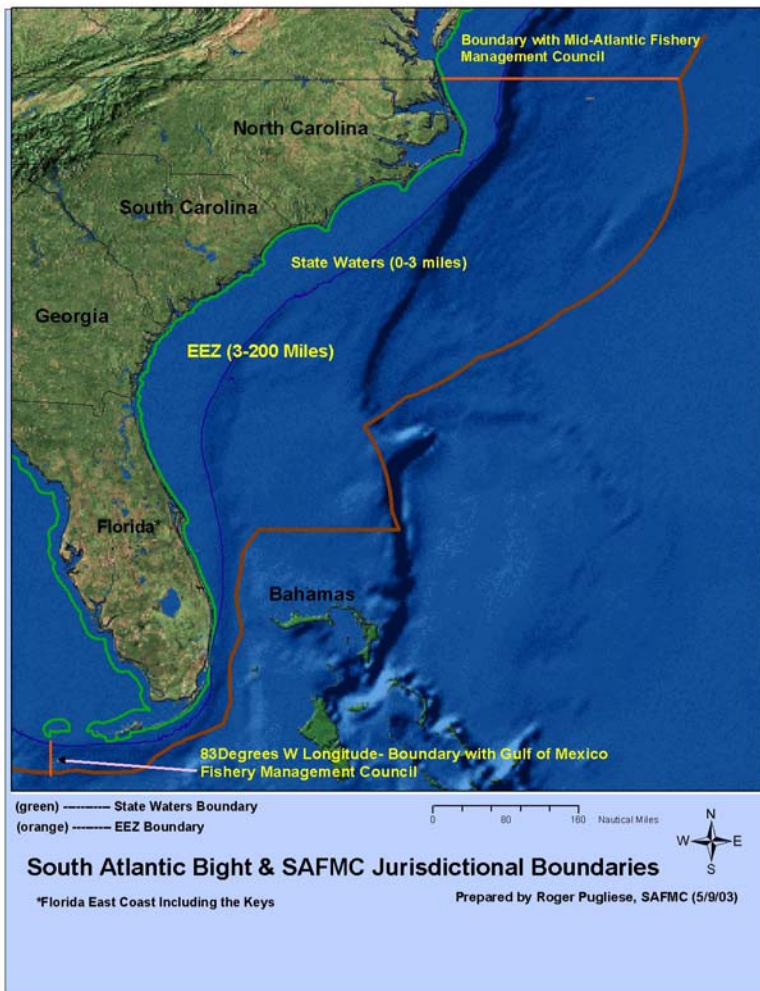 Boundary with Mid-Atlantic Fishery
Management Council
North Carolina
South Carolina
State Waters (0-3 miles)
Georgia
EEZ (3-200 Miles)
Florida*
Bahamas
83Degrees W Longitude- Boundary with Gulf of Mexico
Fishery Management Council
(green) ---------- State Waters Boundary
(orange) --------- EEZ Boundary
0 80 160 Nautical Miles
N
W E
S
South Atlantic Bight & SAFMC Jurisdictional Boundaries
*Florida East Coast Including the Keys
Prepared by Roger Pugliese, SAFMC (5/9/03)